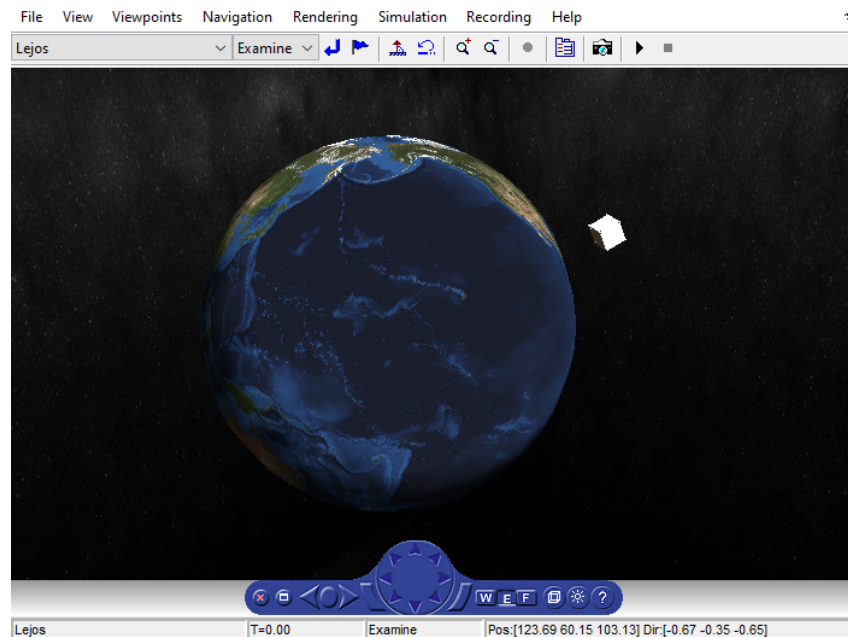 File View Viewpoints Navigation Rendering Simulation Recording Help
Lejos Examine
W E F ?
Lejos T=0.00 Examine Pos:[123.69 60.15 103.13] Dir:[-0.67 -0.35 -0.65]